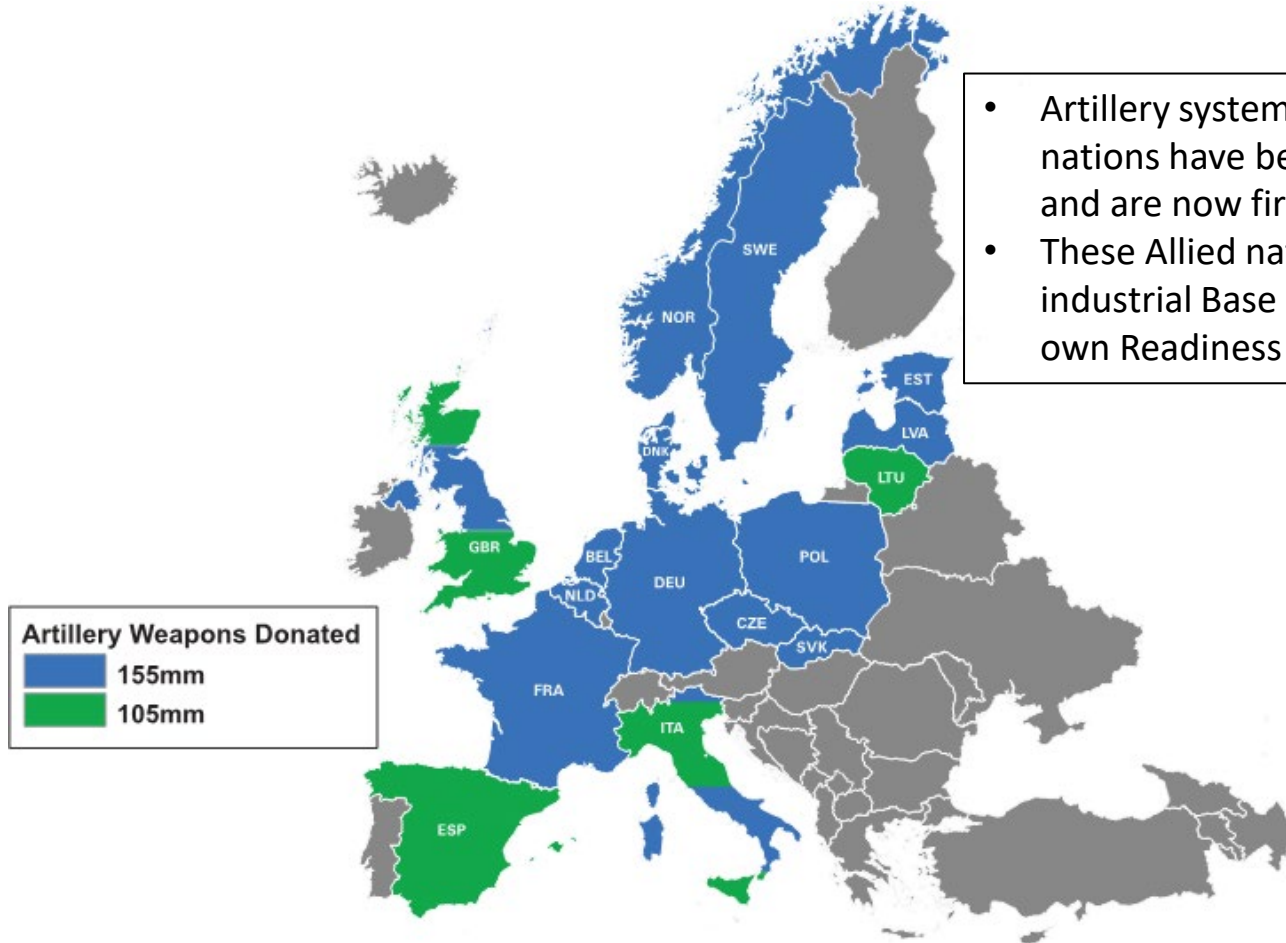 • Artillery system
nations have be
and are now fir
• These Allied na
industrial Base
own Readiness
SWE
NOR
EST
LVA
DNK
LTU
GBR
BEL
POL
NLD
DEU
CZE
SVK
FRA
ITA
ESP
Artillery Weapons Donated
155mm
105mm